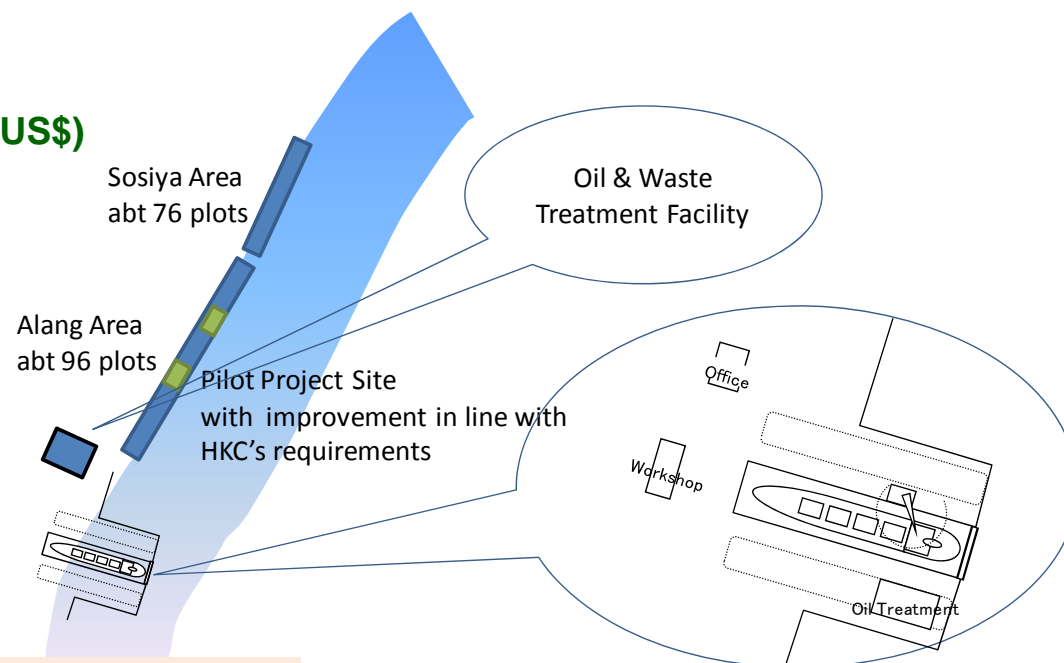 US$)
Sosiya Area
abt 76 plots
Oil & Waste
Treatment Facility
Alang Area
abt 96 plots
Pilot Project Site
with improvement in line with
HKC's requirements
Office
Workshop
Oil Treatment